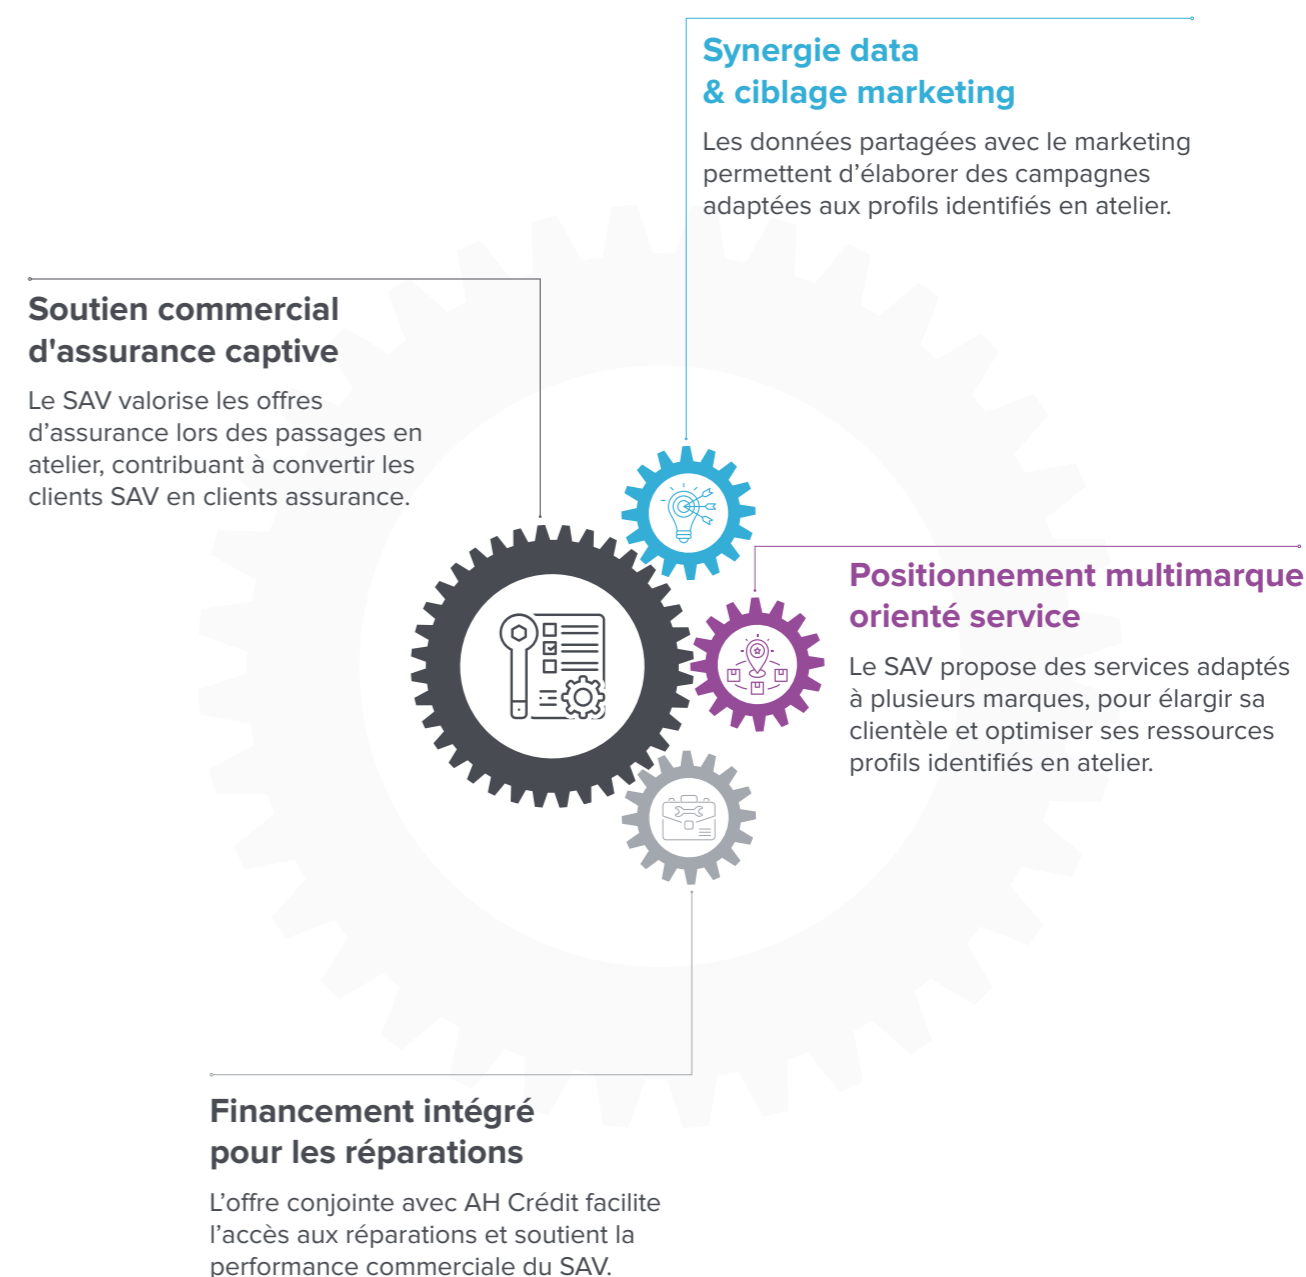 Synergie data
& ciblage marketing
Les données partagées avec le marketing
permettent d’élaborer des campagnes
adaptées aux profils identifiés en atelier.
Soutien commercial
d'assurance captive
Le SAV valorise les offres
d’assurance lors des passages en
atelier, contribuant à convertir les
clients SAV en clients assurance.
Positionnement multimarque
orienté service
Le SAV propose des services adaptés
à plusieurs marques, pour élargir sa
clientèle et optimiser ses ressources
profils identifiés en atelier.
Financement intégré
pour les réparations
L’offre conjointe avec AH Crédit facilite
l’accès aux réparations et soutient la
performance commerciale du SAV.